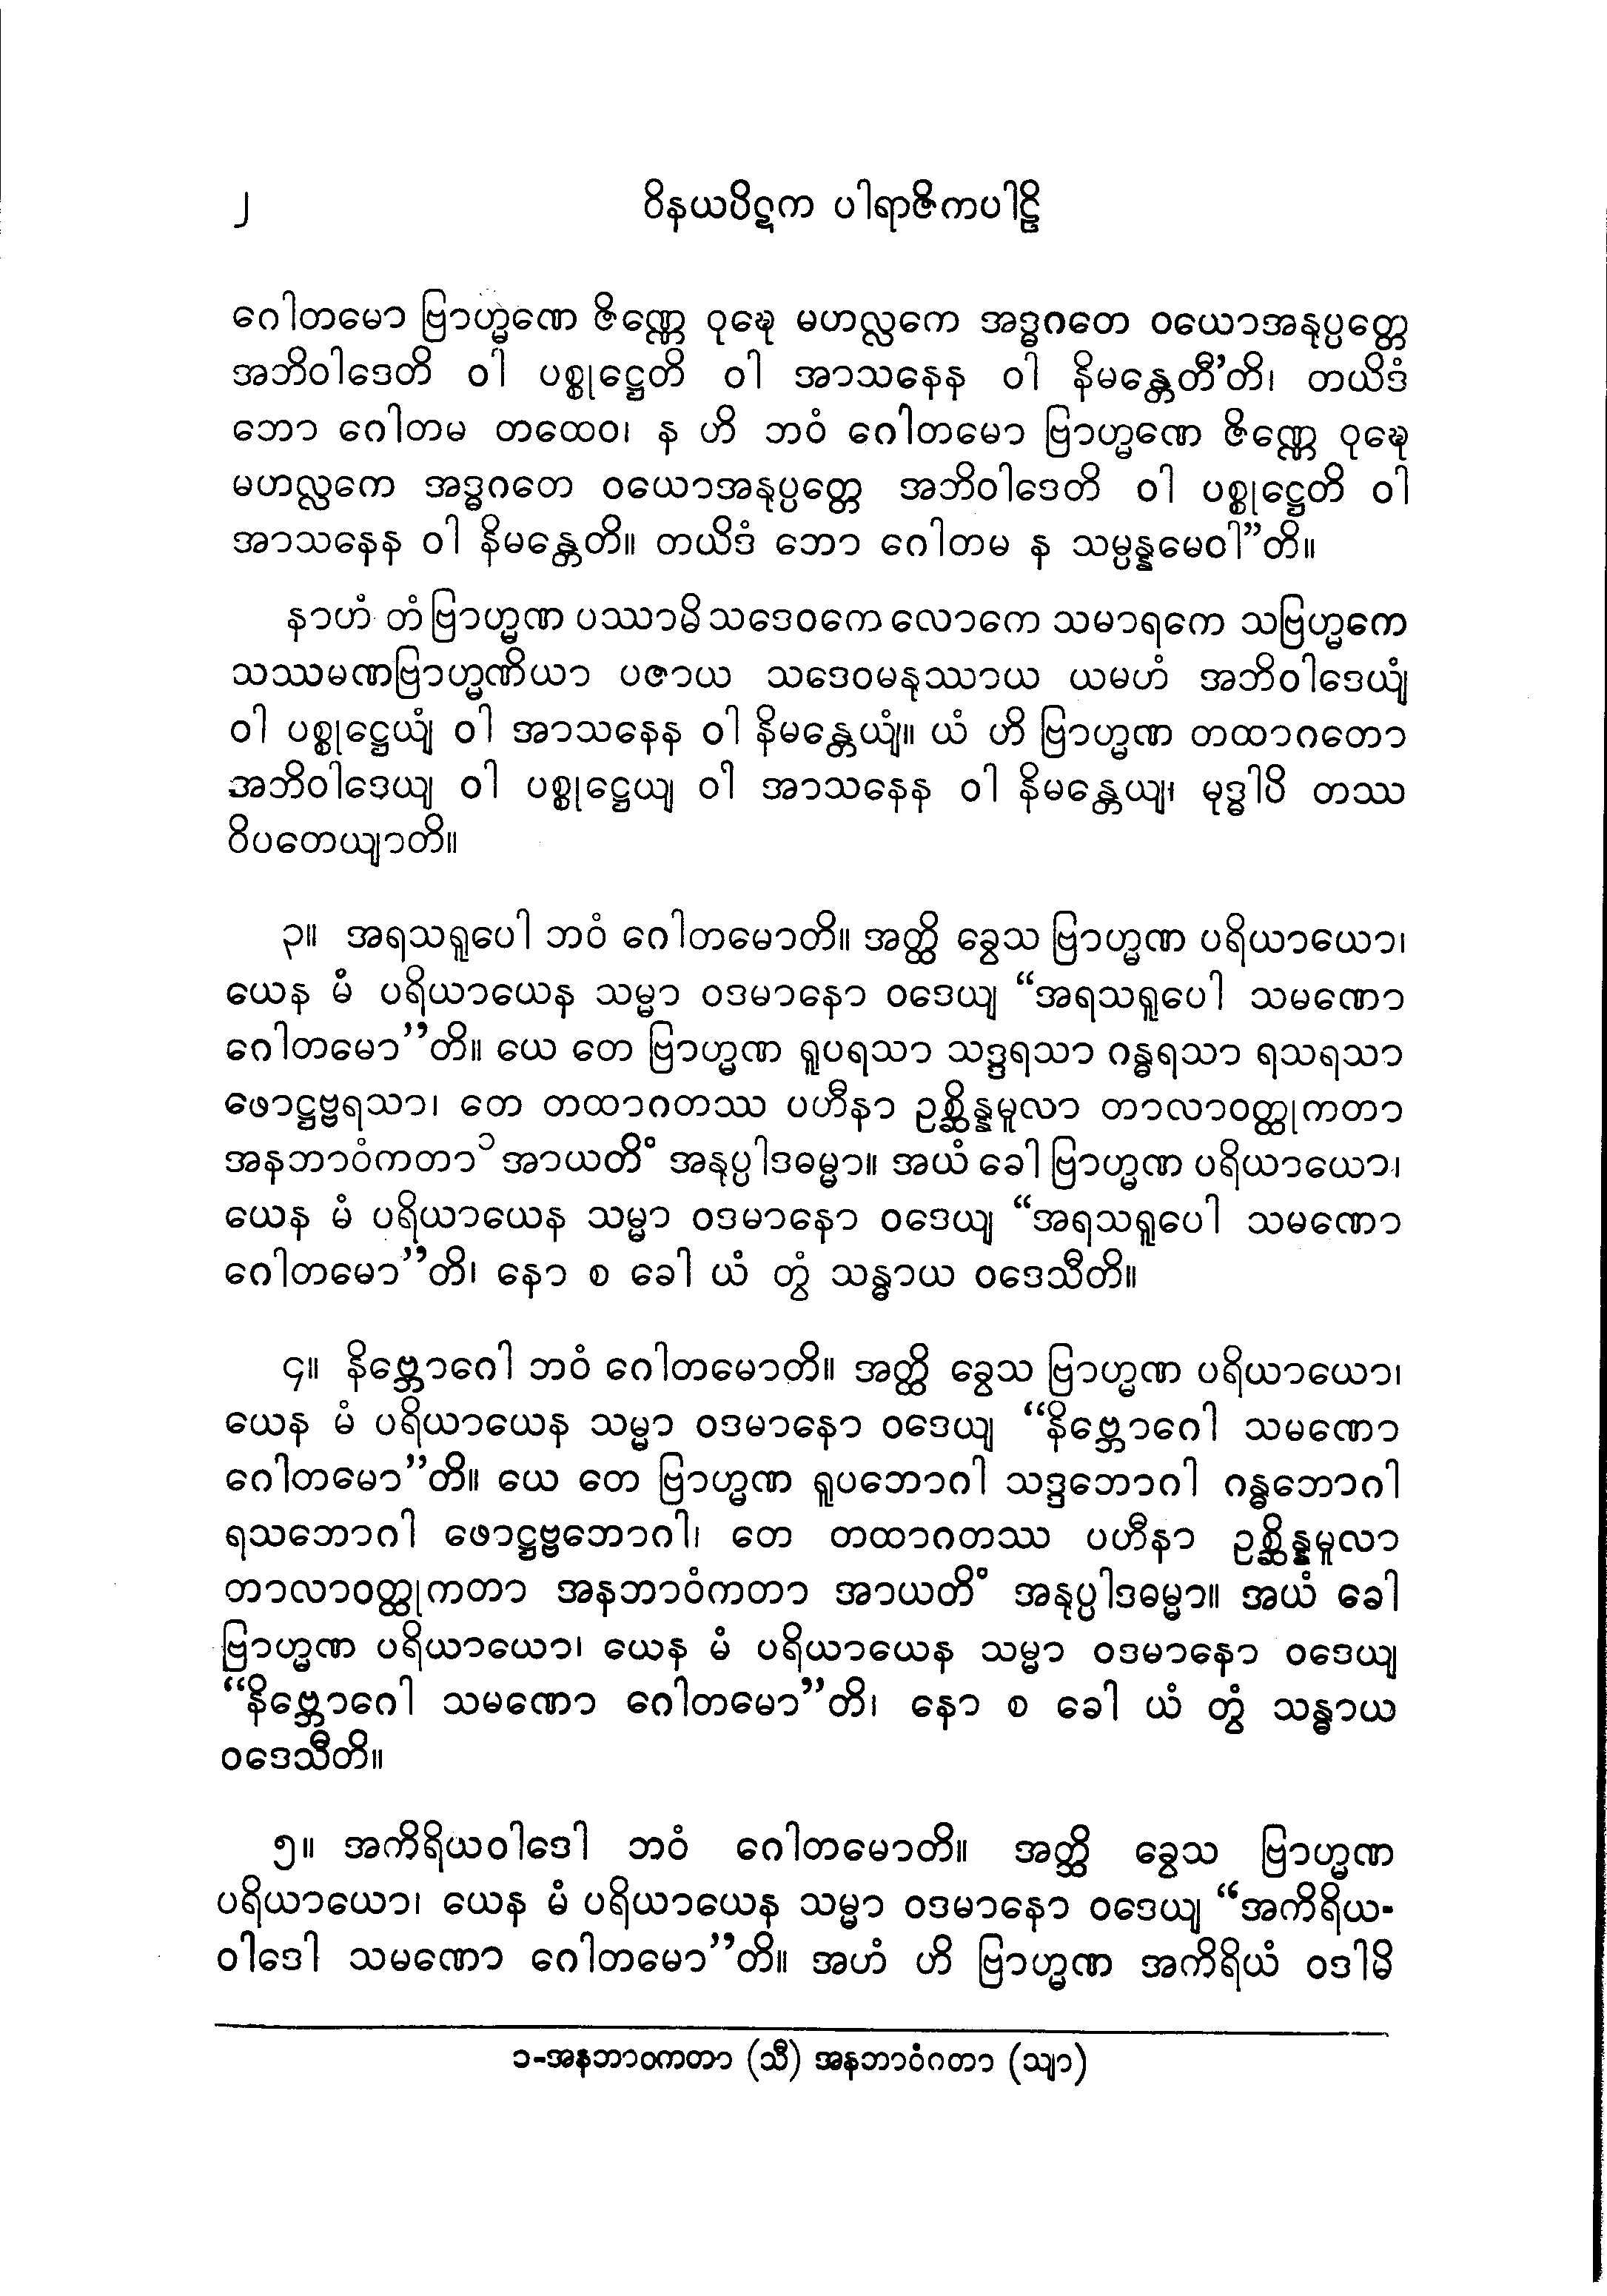 ၂ ဝိနယပိဋက ပါရာဇိကပါဠိ
ဂေါတမော ဗြာဟ္မဏေ ဇိဏ္ဏေ ဝုဍ္ဎေ မဟလ္လကေ အဒ္ဓဂတေ ဝယောအနုပ္ပတ္တေ
အဘိဝါဒေတိ ဝါ ပစ္စုဋ္ဌေတိ ဝါ အာသနေန ဝါ နိမန္တေတီ’တိ၊ တယိဒံ
ဘော ဂေါတမ တထေဝ၊ န ဟိ ဘဝံ ဂေါတမော ဗြာဟ္မဏေ ဇိဏ္ဏေ ဝုဍ္ဎေ
မဟလ္လကေ အဒ္ဓဂတေ ဝယောအနုပ္ပတ္တေ အဘိဝါဒေတိ ဝါ ပစ္စုဋ္ဌေတိ ဝါ
အာသနေန ဝါ နိမန္တေတိ။ တယိဒံ ဘော ဂေါတမ န သမ္ပန္နမေဝါ”တိ။
နာဟံ တံ ဗြာဟ္မဏ ပဿာမိ သဒေဝကေ လောကေ သမာရကေ သဗြဟ္မကေ
သဿမဏဗြာဟ္မဏိယာ ပဇာယ သဒေဝမနုဿာယ ယမဟံ အဘိဝါဒေယျံ
ဝါ ပစ္စုဋ္ဌေယျံ ဝါ အာသနေန ဝါ နိမန္တေယျံ။ ယံ ဟိ ဗြာဟ္မဏ တထာဂတော
အဘိဝါဒေယျ ဝါ ပစ္စုဋ္ဌေယျ ဝါ အာသနေန ဝါ နိမန္တေယျ၊ မုဒ္ဓါပိ တဿ
ဝိပတေယျာတိ။
၃။ အရသရူပေါ ဘဝံ ဂေါတမောတိ။ အတ္ထိ ခွေသ ဗြာဟ္မဏ ပရိယာယော၊
ယေန မံ ပရိယာယေန သမ္မာ ဝဒမာနော ဝဒေယျ “အရသရူပေါ သမဏော
ဂေါတမော”တိ။ ယေ တေ ဗြာဟ္မဏ ရူပရသာ သဒ္ဒရသာ ဂန္ဓရသာ ရသရသာ
ဖောဋ္ဌဗ္ဗရသာ၊ တေ တထာဂတဿ ပဟီနာ ဥစ္ဆိန္နမူလာ တာလာဝတ္ထုကတာ
အနဘာဝံကတာ၁ အာယတိံ အနုပ္ပါဒဓမ္မာ။ အယံ ခေါ ဗြာဟ္မဏ ပရိယာယော၊
ယေန မံ ပရိယာယေန သမ္မာ ဝဒမာနော ဝဒေယျ “အရသရူပေါ သမဏော
ဂေါတမော”တိ၊ နော စ ခေါ ယံ တွံ သန္ဓာယ ဝဒေသီတိ။
၄။ နိဗ္ဘောဂေါ ဘဝံ ဂေါတမောတိ။ အတ္ထိ ခွေသ ဗြာဟ္မဏ ပရိယာယော၊
ယေန မံ ပရိယာယေန သမ္မာ ဝဒမာနော ဝဒေယျ “နိဗ္ဘောဂေါ သမဏော
ဂေါတမော”တိ။ ယေ တေ ဗြာဟ္မဏ ရူပဘောဂါ သဒ္ဒဘောဂါ ဂန္ဓဘောဂါ
ရသဘောဂါ ဖောဋ္ဌဗ္ဗဘောဂါ၊ တေ တထာဂတဿ ပဟီနာ ဥစ္ဆိန္နမူလာ
တာလာဝတ္ထုကတာ အနဘာဝံကတာ အာယတိံ အနုပ္ပါဒဓမ္မာ။ အယံ ခေါ
ဗြာဟ္မဏ ပရိယာယော၊ ယေန မံ ပရိယာယေန သမ္မာ ဝဒမာနော ဝဒေယျ
“နိဗ္ဘောဂေါ သမဏော ဂေါတမော”တိ၊ နော စ ခေါ ယံ တွံ သန္ဓာယ
ဝဒေသီတိ။
၅။ အကိရိယဝါဒေါ ဘဝံ ဂေါတမောတိ။ အတ္ထိ ခွေသ ဗြာဟ္မဏ
ပရိယာယော၊ ယေန မံ ပရိယာယေန သမ္မာ ဝဒမာနော ဝဒေယျ “အကိရိယ-
ဝါဒေါ သမဏော ဂေါတမော”တိ။ အဟံ ဟိ ဗြာဟ္မဏ အကိရိယံ ဝဒါမိ
၁-အနဘာဝကတာ (သီ) အနဘာဝံဂတာ (သျာ)